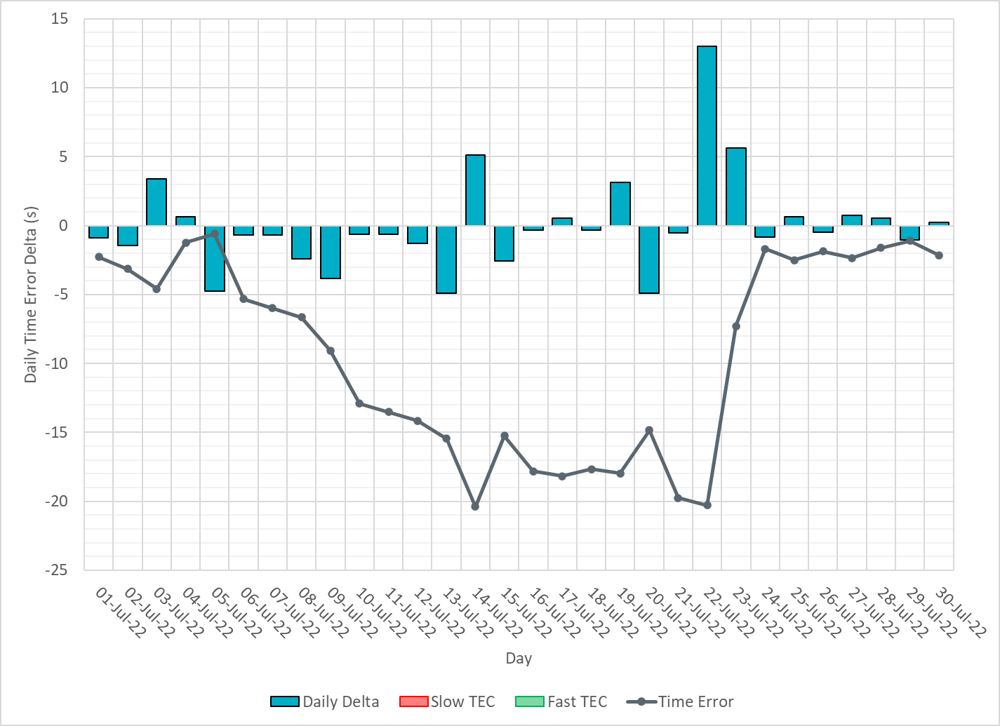 15
10
5
0
-5
-10
-15
-20
-25
Daily Time Error Delta (s)
01-Jul-22
02-Jul-22
03-Jul-22
04-Jul-22
05-Jul-22
06-Jul-22
07-Jul-22
08-Jul-22
09-Jul-22
10-Jul-22
11-Jul-22
12-Jul-22
13-Jul-22
14-Jul-22
15-Jul-22
16-Jul-22
17-Jul-22
18-Jul-22
19-Jul-22
20-Jul-22
21-Jul-22
22-Jul-22
23-Jul-22
24-Jul-22
25-Jul-22
26-Jul-22
27-Jul-22
28-Jul-22
29-Jul-22
30-Jul-22
Day
Daily Delta Slow TEC Fast TEC Time Error